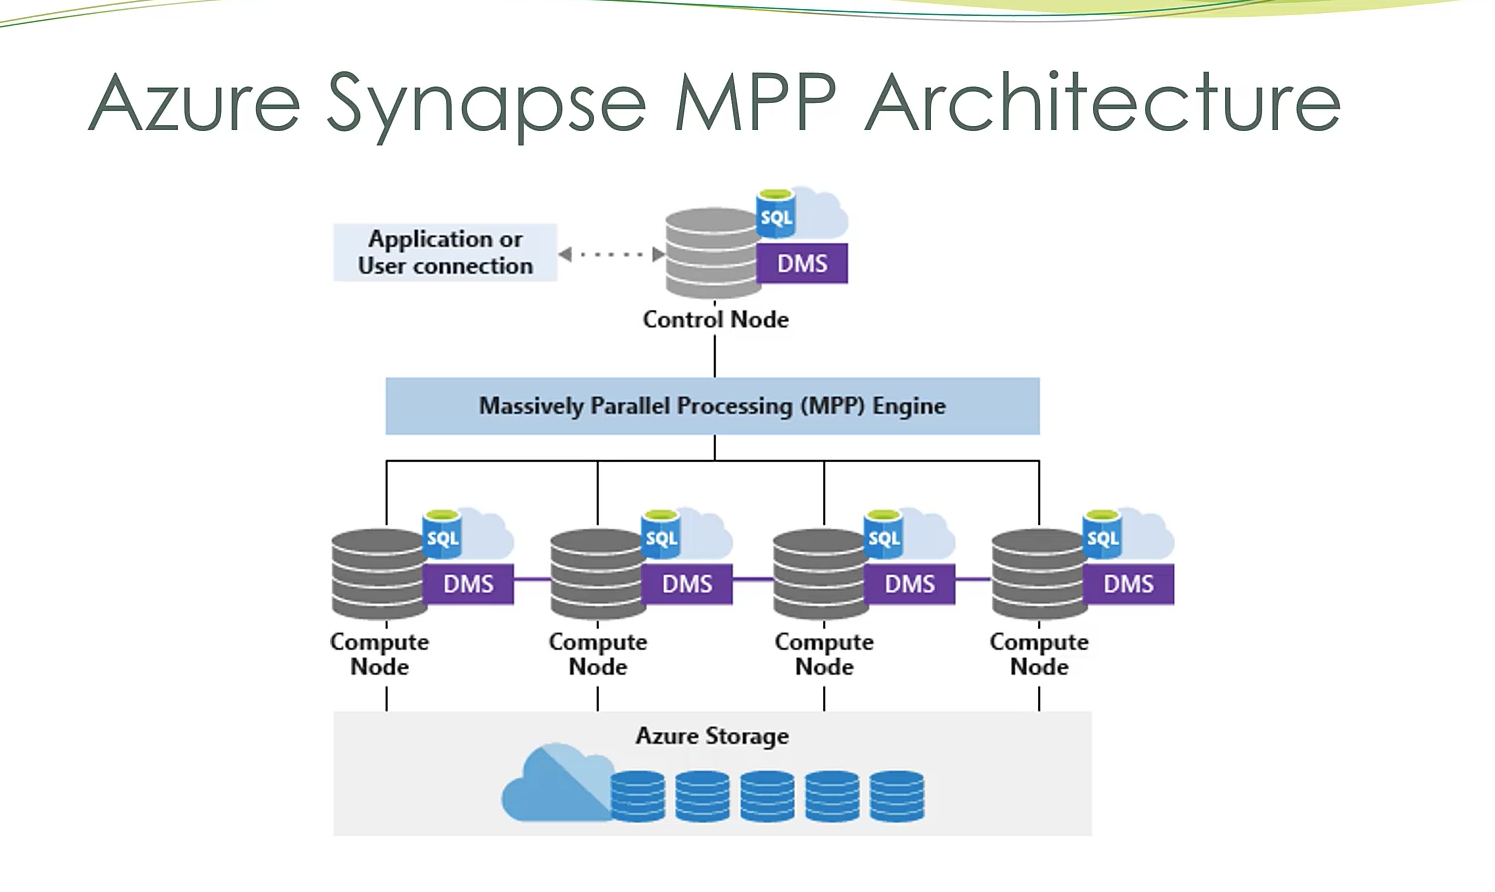 Azure Synapse MPP Architecture
SQL
Application or
User connection
DMS
Control Node
Massively Parallel Processing (MPP) Engine
SQL
SQL
SQL
SQL
DMS
DMS
DMS
DMS
Compute
Node
Compute
Node
Compute
Node
Compute
Node
Azure Storage